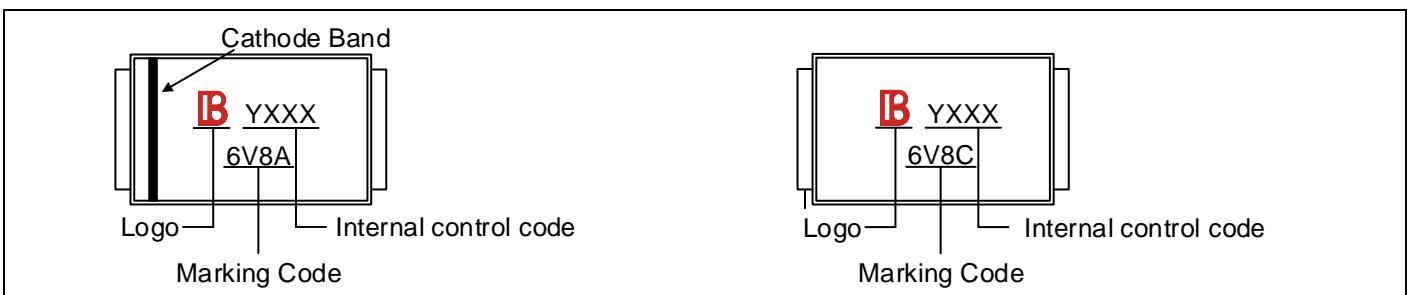 Cathode Band
B YXXX
6V8A
Logo
Internal control code
Marking Code
B YXXX
6V8C
Logo
Internal control code
Marking Code